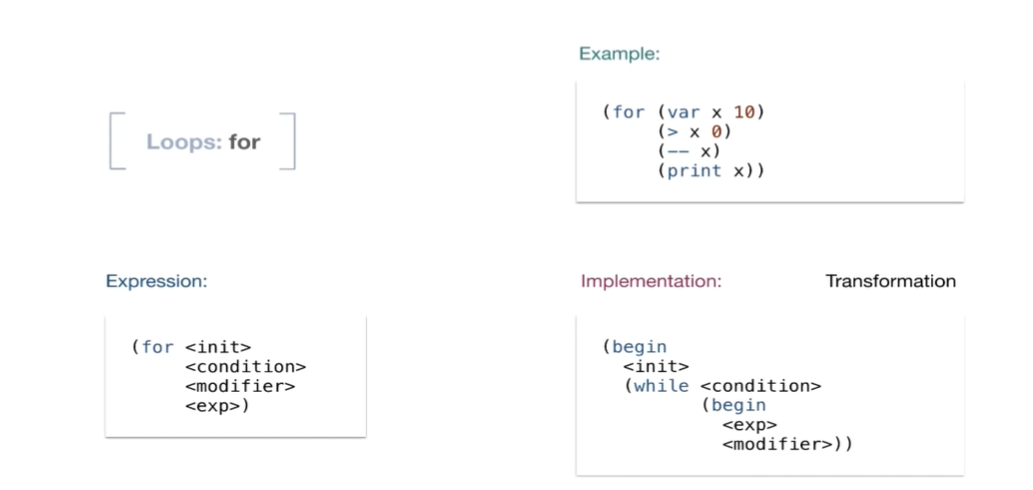 Loops: for
Example:
(for (var x 10)
(> x 0)
(-- x)
(print x))
Expression:
(for <init>
<condition>
<modifier>
<exp>)
Implementation:
Transformation
(begin
<init>
(while <condition>
(begin
<exp>
<modifier>))